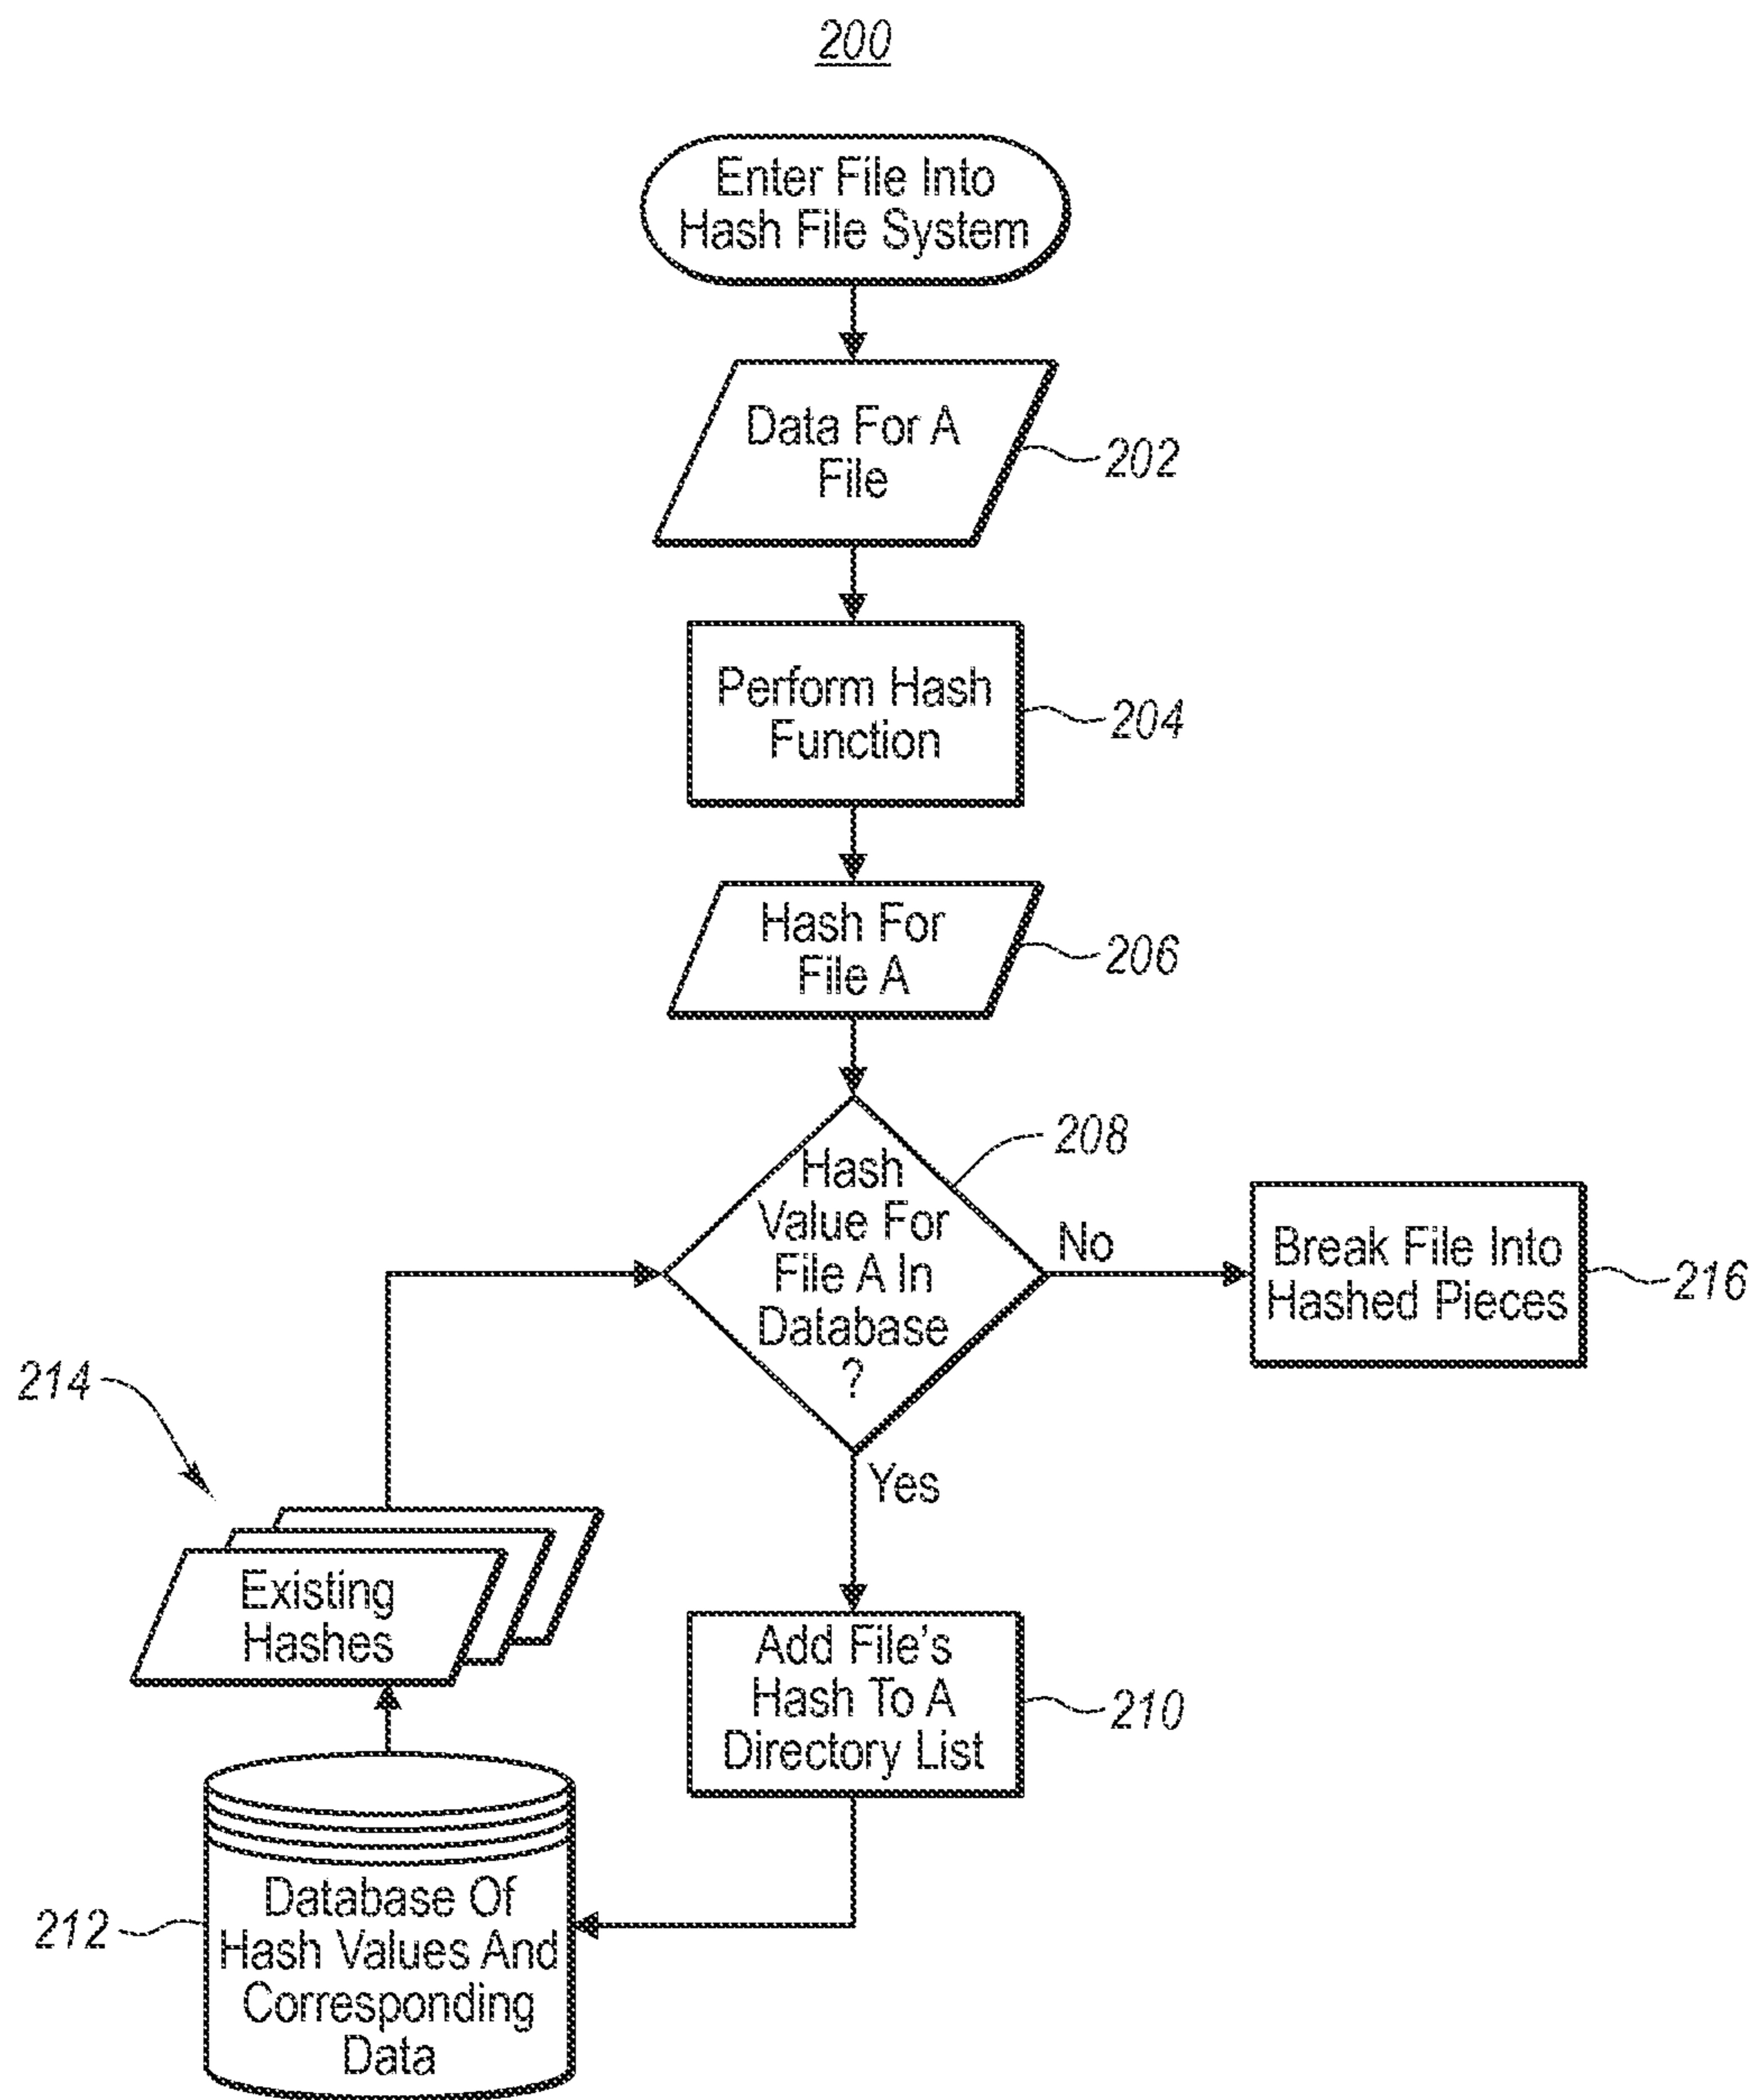 200
Enter File Into
Hash File System
Data For A
File
202
Perform Hash
Function
204
Hash For
File A
206
208
Hash
Value For
File A In
Database
?
No
Break File Into
Hashed Pieces
216
214
Yes
Existing
Hashes
Add File's
Hash To A
Directory List
210
212
Database Of
Hash Values And
Corresponding
Data